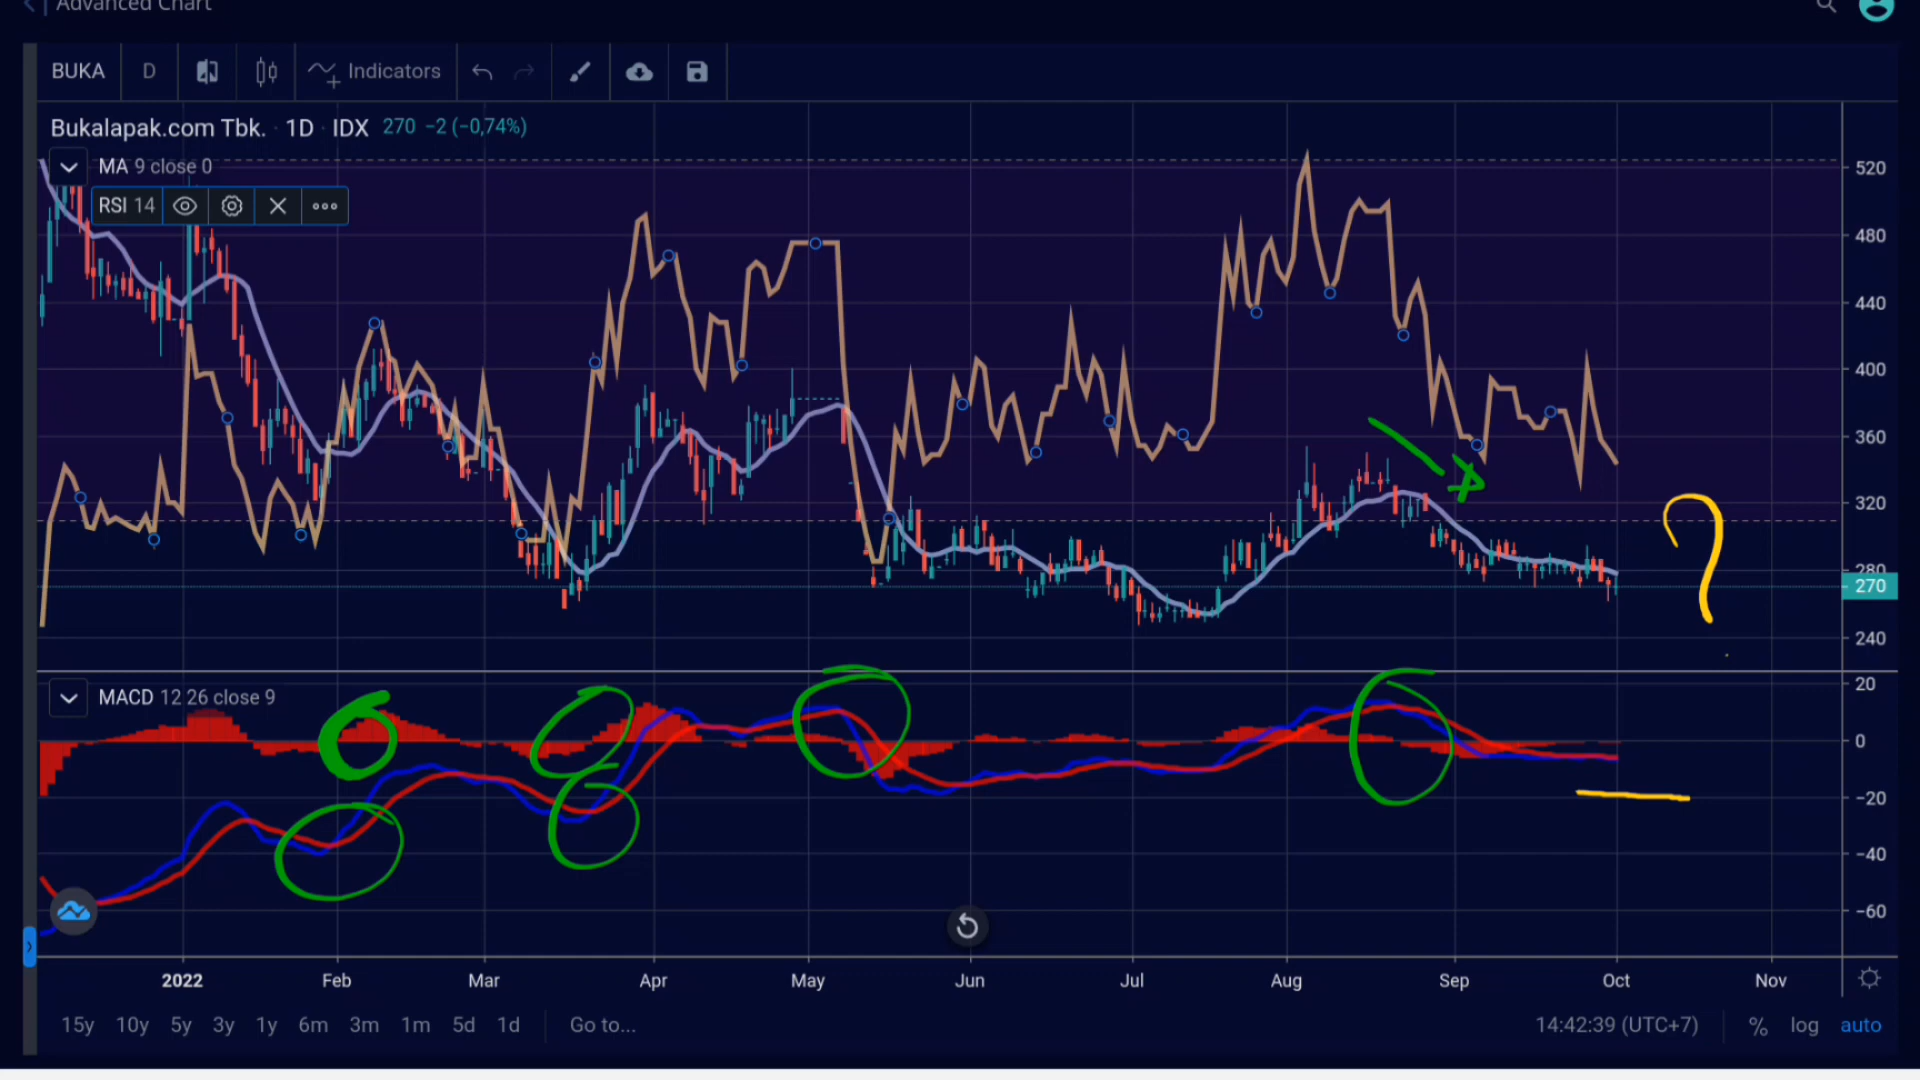 Advanced Chart
BUKA D Indicators
Bukalapak.com Tbk. · 1D · IDX 270 −2 (−0,74%)
MA 9 close 0
RSI 14
520
480
440
400
360
320
280
270
240
MACD 12 26 close 9
20
0
−20
−40
−60
2022 Feb Mar Apr May Jun Jul Aug Sep Oct Nov
15y 10y 5y 3y 1y 6m 3m 1m 5d 1d Go to... 14:42:39 (UTC+7) % log auto
?